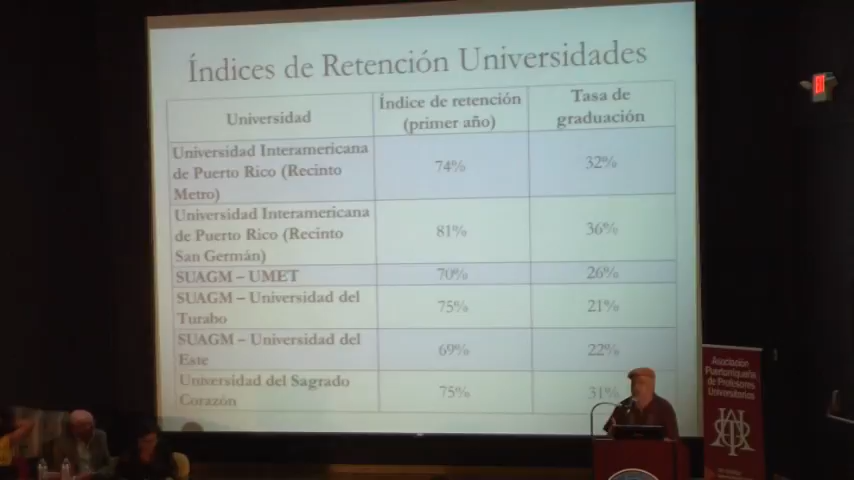 Índices de Retención Universidades
Universidad
Índice de retención
(primer año)
Tasa de
graduación
Universidad Interamericana
de Puerto Rico (Recinto
Metro)
74%
32%
Universidad Interamericana
de Puerto Rico (Recinto
San Germán)
81%
36%
SUAGM – UMET
70%
26%
SUAGM – Universidad del
Turabo
75%
21%
SUAGM – Universidad del
Este
69%
22%
Universidad del Sagrado
Corazón
75%
31%
Asociación
Puertorriqueña
de Profesores
Universitarios